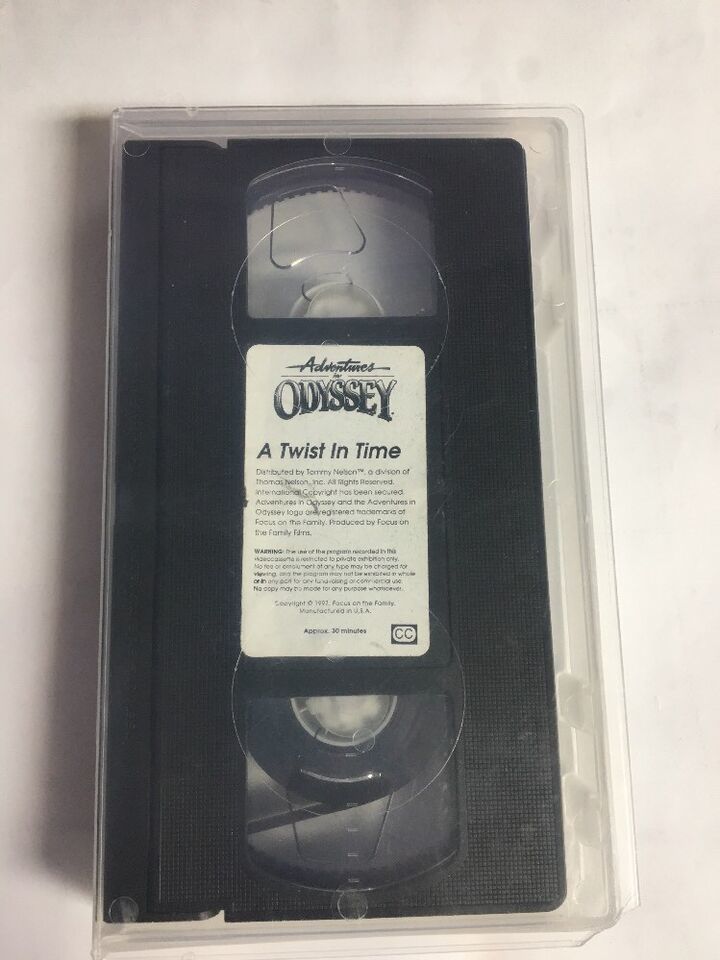 Adventures
in
ODYSSEY
A Twist In Time
Distributed by Tommy Nelson™, a division of
Thomas Nelson, Inc. All Rights Reserved.
International Copyright has been secured.
Adventures in Odyssey and the Adventures in
Odyssey logo are registered trademarks of
Focus on the Family. Produced by Focus on
the Family Films.
WARNING: The use of the program recorded in this
videocassette is restricted to private exhibition only.
No fee or emolument of any type may be charged for
viewing, and the program may not be exhibited in whole
or in any part for any fundraising or commercial use.
No copy may be made for any purpose whatsoever.
Copyright © 1997, Focus on the Family.
Manufactured in U.S.A.
Approx. 30 minutes
CC